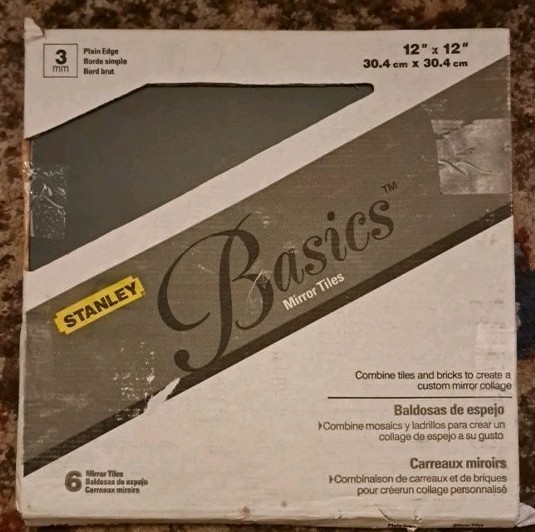 3
mm
Plain Edge
Borde simple
Bord brut
12" x 12"
30.4 cm x 30.4 cm
STANLEY
Basics™
Mirror Tiles
Combine tiles and bricks to create a
custom mirror collage
Baldosas de espejo
Combine mosaics y ladrillos para crear un
collage de espejo a su gusto
Carreaux miroirs
Combinaison de carreaux et de briques
pour créerun collage personnalisé
6
Mirror Tiles
Baldosas de espejo
Carreaux miroirs